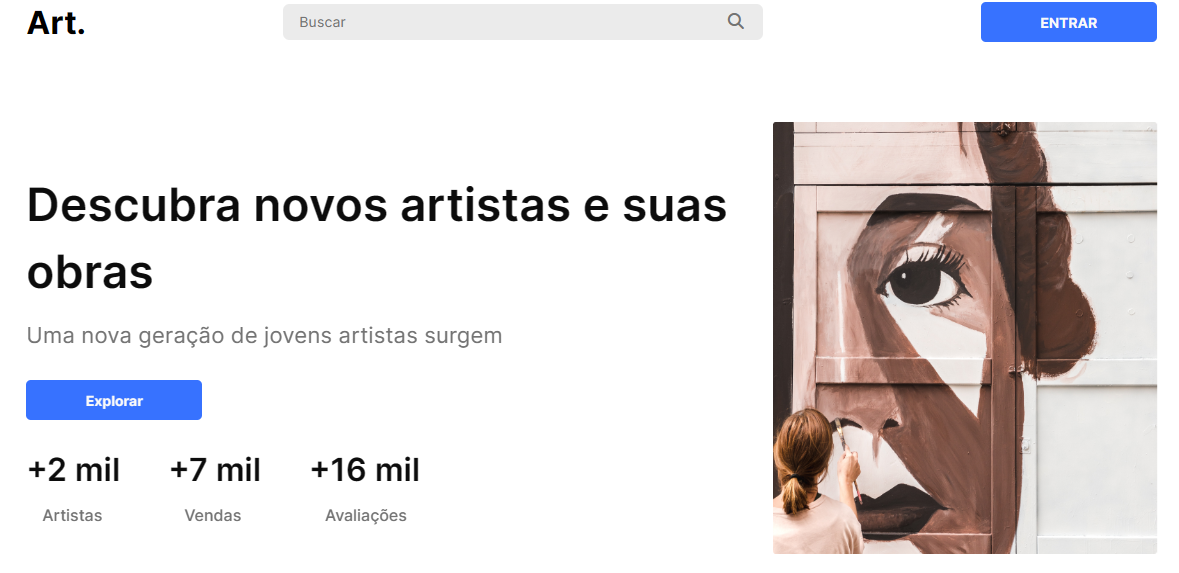 Art.
Buscar
ENTRAR
Descubra novos artistas e suas
obras
Uma nova geração de jovens artistas surgem
Explorar
+2 mil
+7 mil
+16 mil
Artistas
Vendas
Avaliações